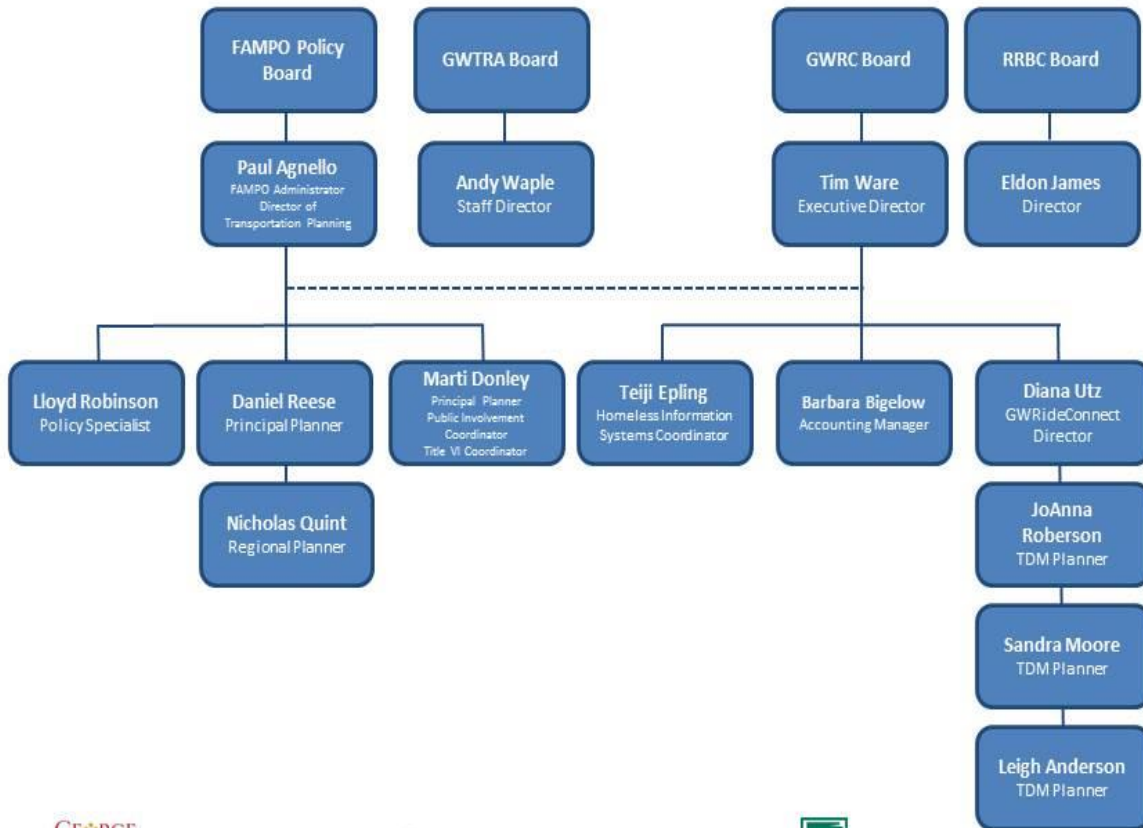 FAMPO Policy
Board
GWTRA Board
GWRC Board
RRBC Board
Paul Agnello
FAMPO Administrator
Director of
Transportation Planning
Andy Waple
Staff Director
Tim Ware
Executive Director
Eldon James
Director
Lloyd Robinson
Policy Specialist
Daniel Reese
Principal Planner
Marti Donley
Principal Planner
Public Involvement
Coordinator
Title VI Coordinator
Teiji Epling
Homeless Information
Systems Coordinator
Barbara Bigelow
Accounting Manager
Diana Utz
GWRideConnect
Director
Nicholas Quint
Regional Planner
JoAnna
Roberson
TDM Planner
Sandra Moore
TDM Planner
Leigh Anderson
TDM Planner